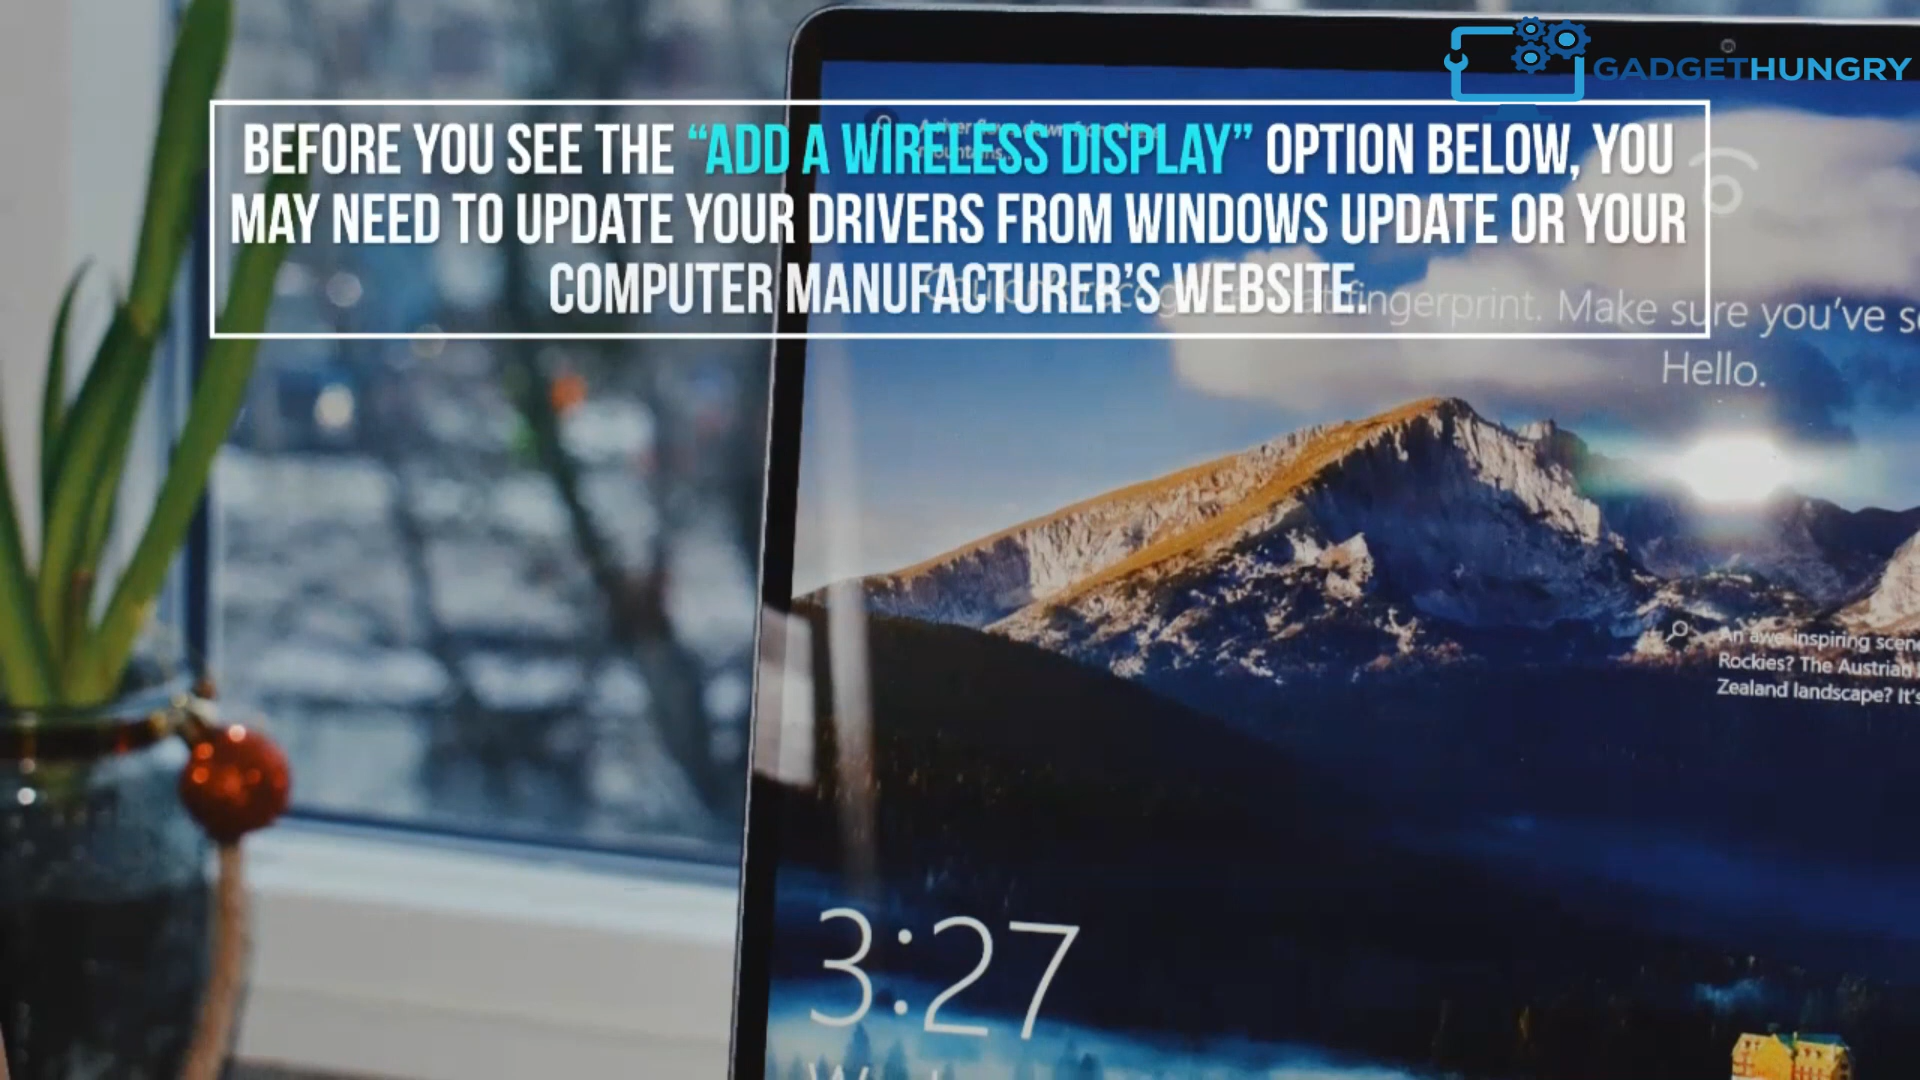 GADGETHUNGRY
BEFORE YOU SEE THE “ADD A WIRELESS DISPLAY” OPTION BELOW, YOU
MAY NEED TO UPDATE YOUR DRIVERS FROM WINDOWS UPDATE OR YOUR
COMPUTER MANUFACTURER’S WEBSITE.
fingerprint. Make sure you've
Hello.
An awe-inspiring
Rockies? The Austrian
Zealand landscape? It's
3:27